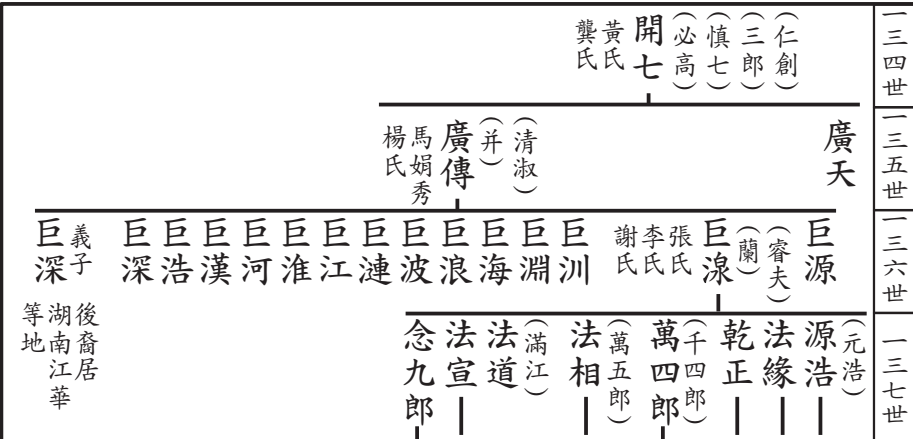 一三四世
（仁創）
（三郎）
（慎七）
（必高）
開七
黃氏
龔氏
一三五世
廣天
（清淑）
（并）
廣傳
馬娟秀
楊氏
一三六世
巨源
（睿夫）
（蘭）
巨湶
張氏
李氏
謝氏
巨汌
巨淵
巨海
巨浪
巨波
巨漣
巨江
巨淮
巨河
巨漢
巨浩
巨深
義子
巨深
後裔居
湖南江華
等地
一三七世
（元浩）
源浩
法緣
乾正
（千四郎）
萬四郎
（萬五郎）
法相
（滿江）
法道
法宣
念九郎